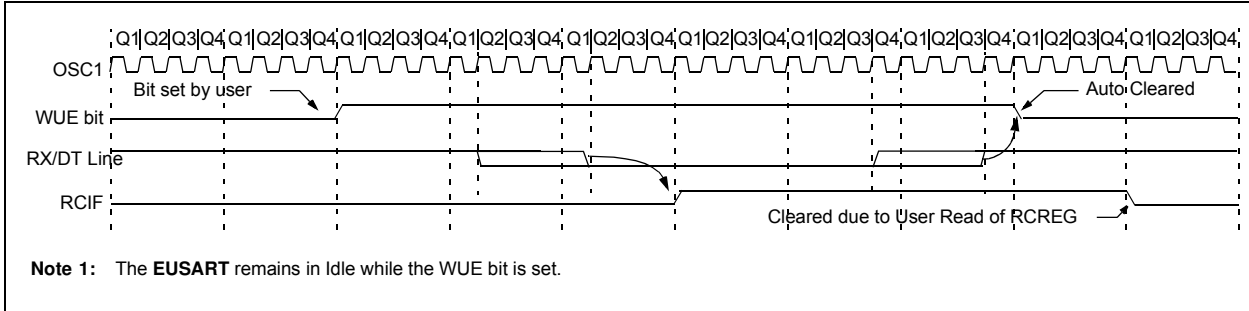 Q1 Q2 Q3 Q4 Q1 Q2 Q3 Q4 Q1 Q2 Q3 Q4 Q1 Q2 Q3 Q4 Q1 Q2 Q3 Q4 Q1 Q2 Q3 Q4 Q1 Q2 Q3 Q4 Q1 Q2 Q3 Q4 Q1 Q2 Q3 Q4 Q1 Q2 Q3 Q4
OSC1
Bit set by user
Auto Cleared
WUE bit
RX/DT Line
RCIF
Cleared due to User Read of RCREG
Note 1: The EUSART remains in Idle while the WUE bit is set.